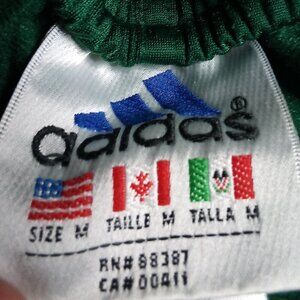 adidas®
SIZE M TAILLE M TALLA M
RN# 88387
CA# 00411